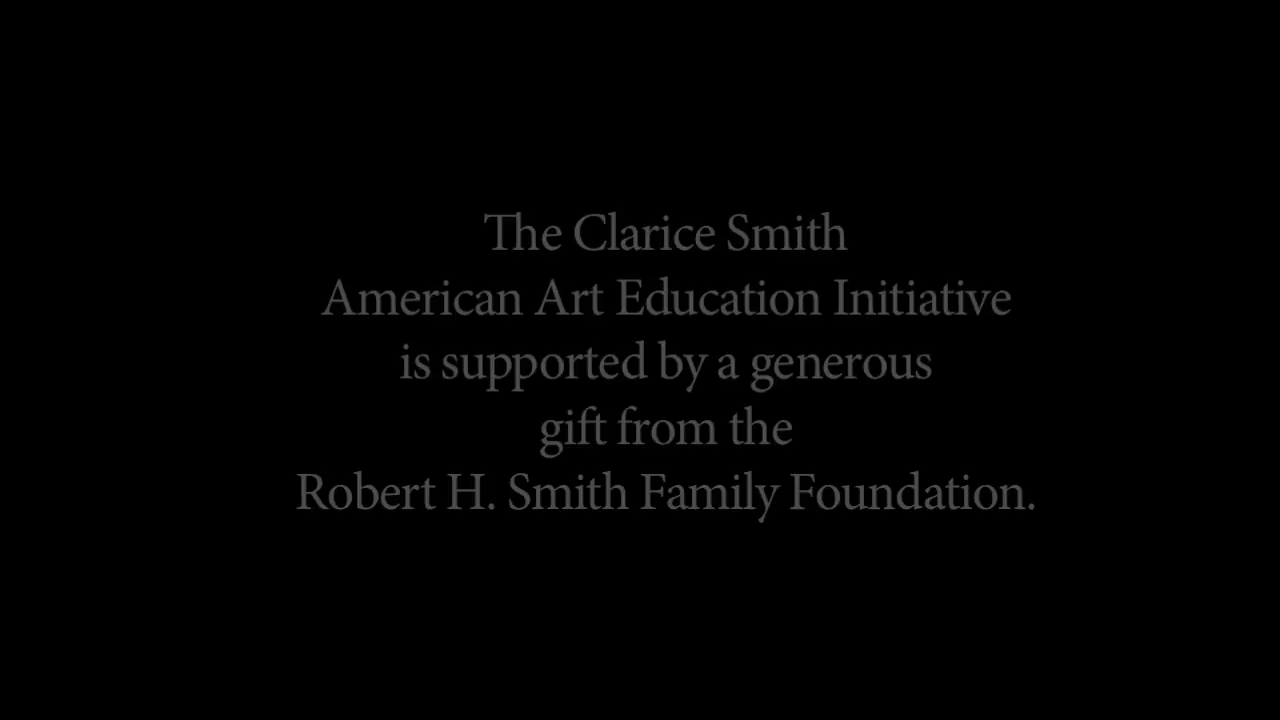 The Clarice Smith
American Art Education Initiative
is supported by a generous
gift from the
Robert H. Smith Family Foundation.